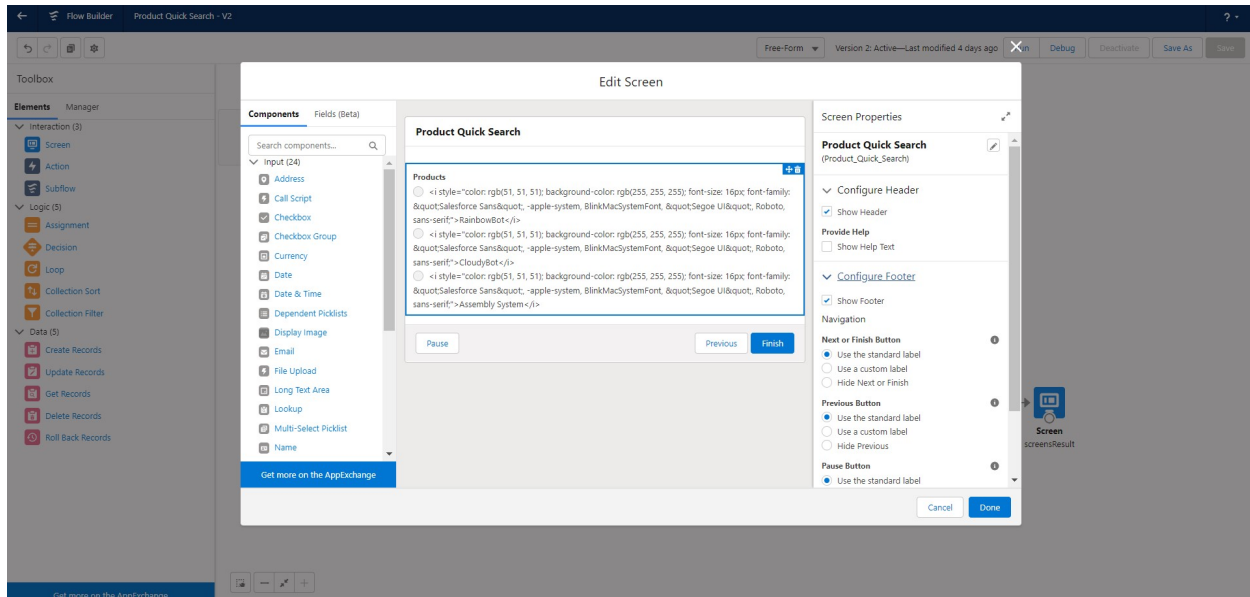 Flow Builder
Product Quick Search - V2
?
Free-Form
Version 2: Active—Last modified 4 days ago
Debug
Deactivate
Save As
Save
Toolbox
Elements
Manager
Interaction (3)
Screen
Action
Subflow
Logic (5)
Assignment
Decision
Loop
Collection Sort
Collection Filter
Data (5)
Create Records
Update Records
Get Records
Delete Records
Roll Back Records
Get more on the AppExchange
Edit Screen
Components
Fields (Beta)
Search components...
Input (24)
Address
Call Script
Checkbox
Checkbox Group
Currency
Date
Date & Time
Dependent Picklists
Display Image
Email
File Upload
Long Text Area
Lookup
Multi-Select Picklist
Name
Get more on the AppExchange
Product Quick Search
Products
<i style="color: rgb(51, 51, 51); background-color: rgb(255, 255, 255); font-size: 16px; font-family:
&quot;Salesforce Sans&quot;, -apple-system, BlinkMacSystemFont, &quot;Segoe UI&quot;, Roboto,
sans-serif;">RainbowBot</i>
<i style="color: rgb(51, 51, 51); background-color: rgb(255, 255, 255); font-size: 16px; font-family:
&quot;Salesforce Sans&quot;, -apple-system, BlinkMacSystemFont, &quot;Segoe UI&quot;, Roboto,
sans-serif;">CloudyBot</i>
<i style="color: rgb(51, 51, 51); background-color: rgb(255, 255, 255); font-size: 16px; font-family:
&quot;Salesforce Sans&quot;, -apple-system, BlinkMacSystemFont, &quot;Segoe UI&quot;, Roboto,
sans-serif;">Assembly System</i>
Pause
Previous
Finish
Screen Properties
Product Quick Search
(Product_Quick_Search)
Configure Header
Show Header
Provide Help
Show Help Text
Configure Footer
Show Footer
Navigation
Next or Finish Button
Use the standard label
Use a custom label
Hide Next or Finish
Previous Button
Use the standard label
Use a custom label
Hide Previous
Pause Button
Use the standard label
Cancel
Done
Screen
screensResult